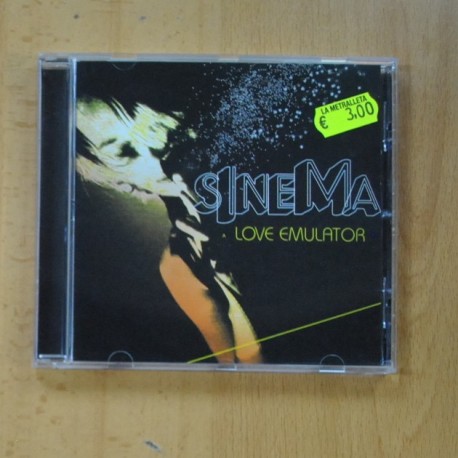 LA METRALLETA
€ 3,00
SINEMA
LOVE EMULATOR